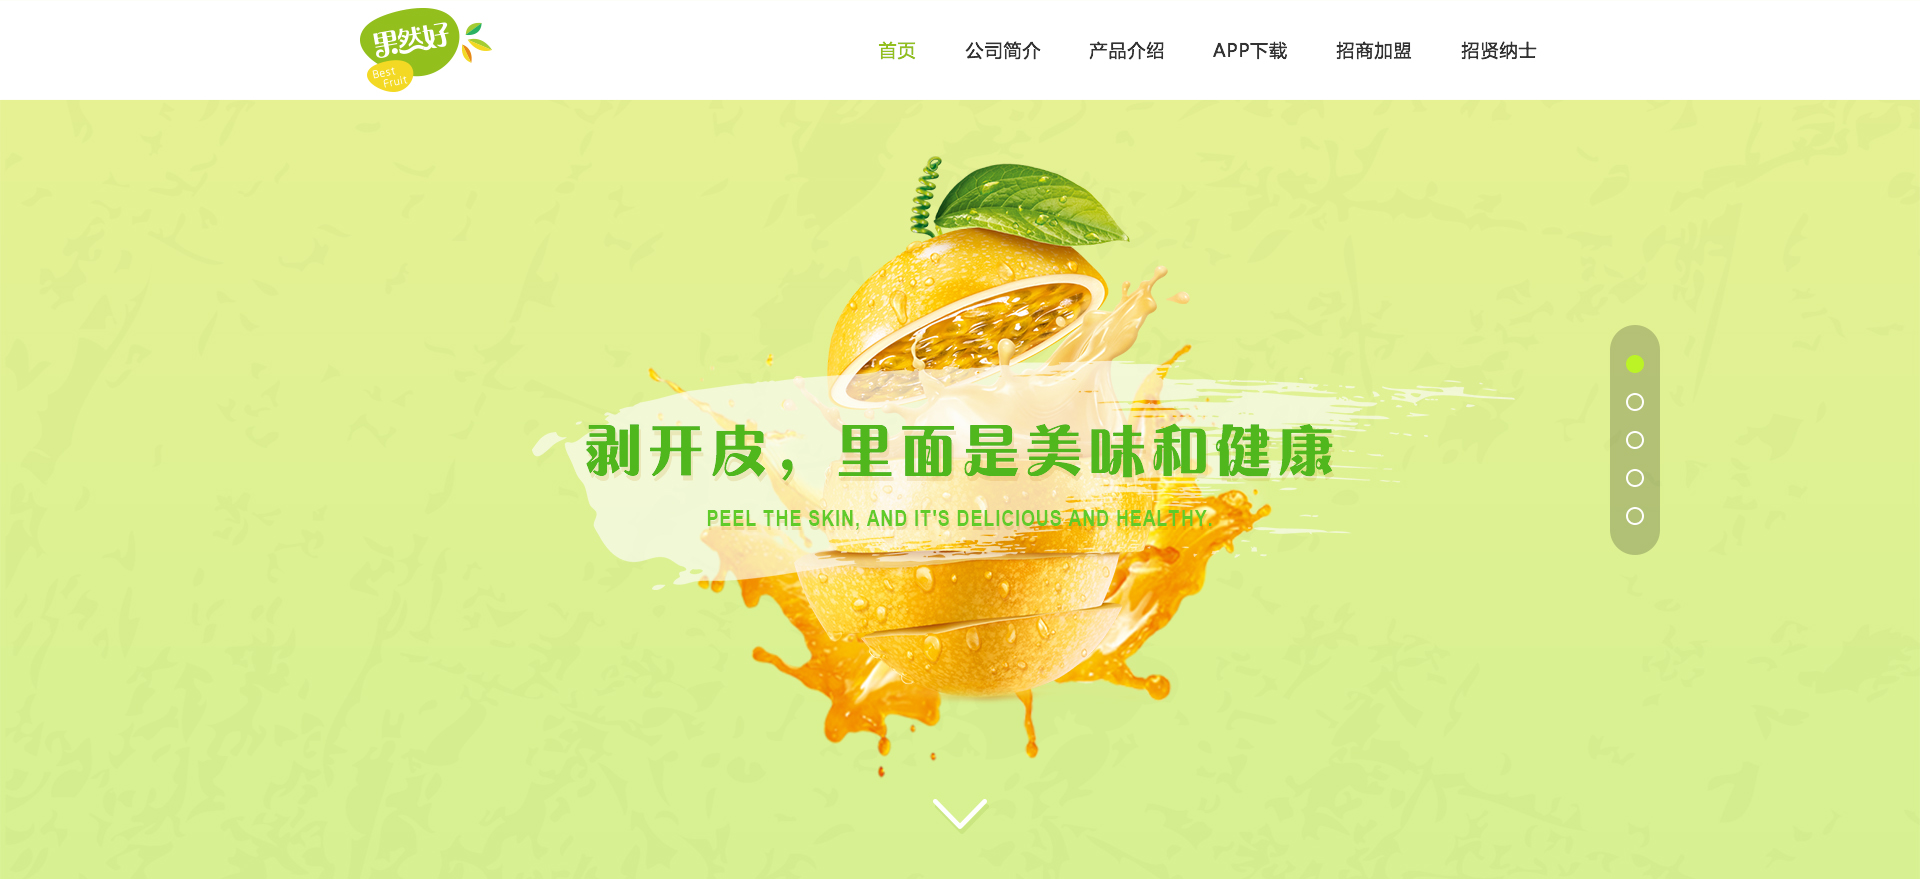 果然好
Best
Fruit
首页
公司简介
产品介绍
APP下载
招商加盟
招贤纳士
剥开皮，里面是美味和健康
PEEL THE SKIN, AND IT'S DELICIOUS AND HEALTHY.